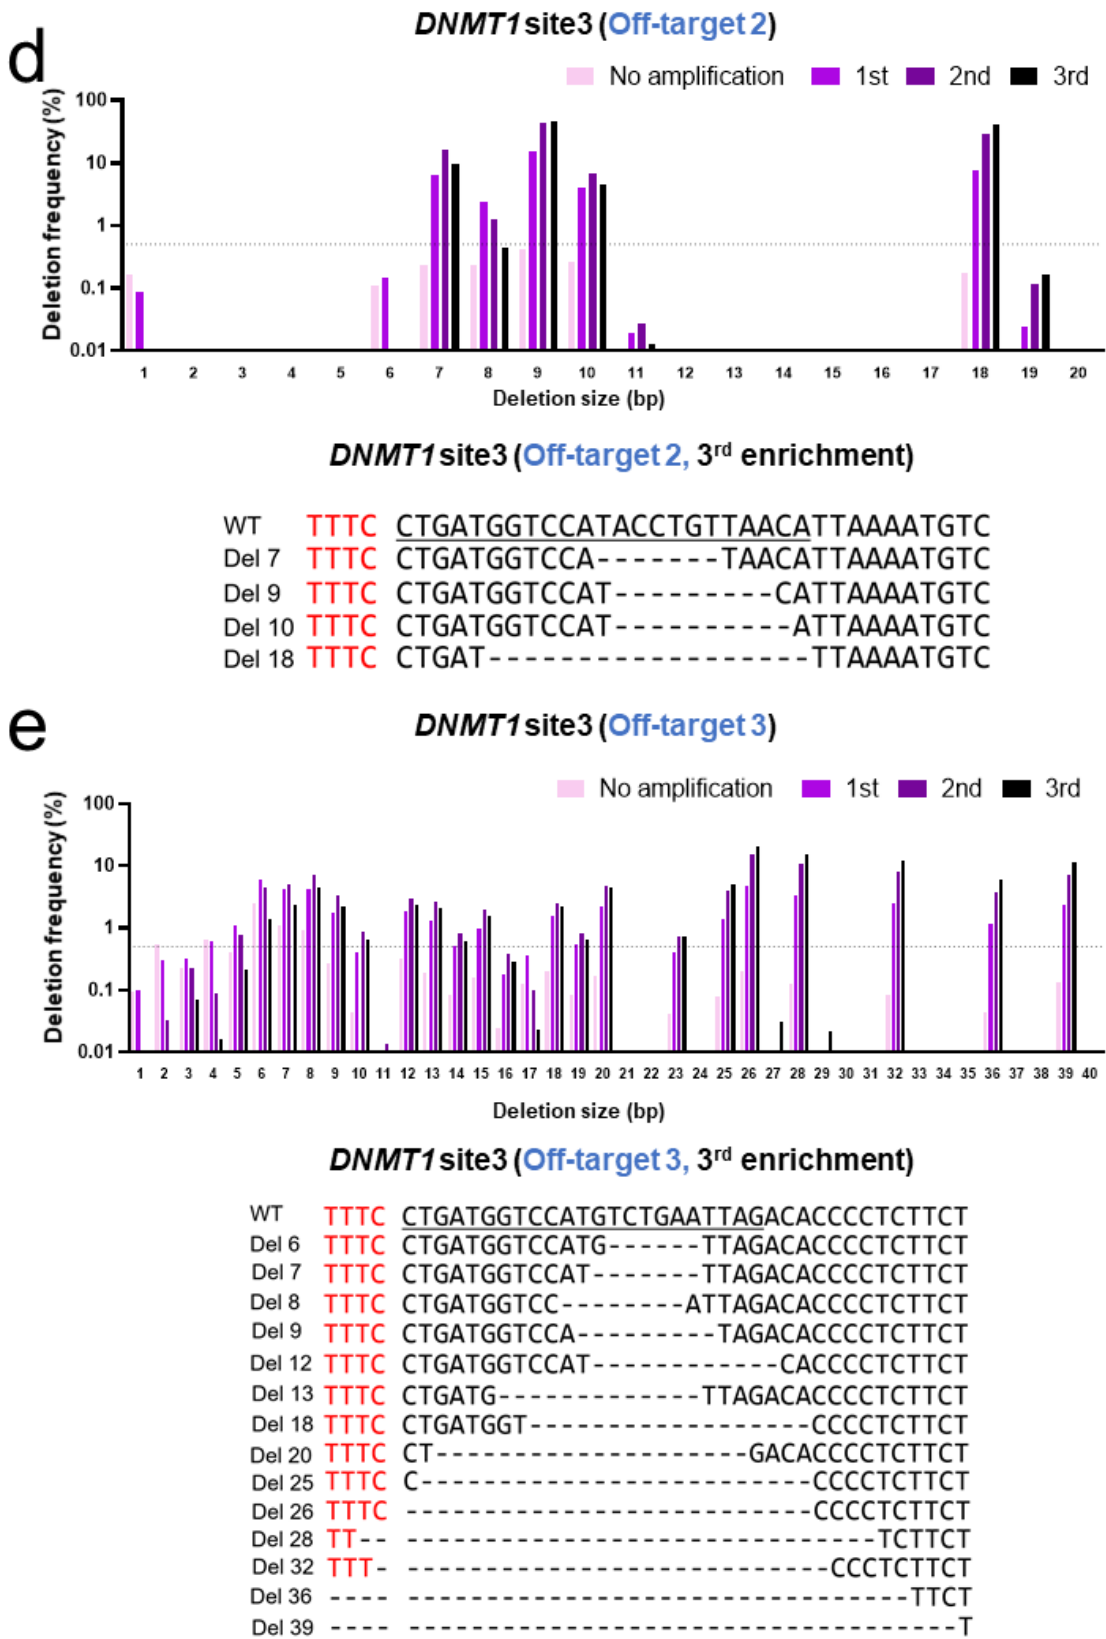 d
DNMT1 site3 (Off-target 2)
No amplification 1st 2nd 3rd
Deletion frequency (%)
100
10
1
0.1
0.01
1 2 3 4 5 6 7 8 9 10 11 12 13 14 15 16 17 18 19 20
Deletion size (bp)
DNMT1 site3 (Off-target 2, 3rd enrichment)
WT TTTC CTGATGGTCCATACCTGTTAACATTAAAATGTC
Del 7 TTTC CTGATGGTCCA-------TAACATTAAAATGTC
Del 9 TTTC CTGATGGTCCAT---------CATTAAAATGTC
Del 10 TTTC CTGATGGTCCAT----------ATTAAAATGTC
Del 18 TTTC CTGAT------------------TTAAAATGTC
e
DNMT1 site3 (Off-target 3)
No amplification 1st 2nd 3rd
Deletion frequency (%)
100
10
1
0.1
0.01
1 2 3 4 5 6 7 8 9 10 11 12 13 14 15 16 17 18 19 20 21 22 23 24 25 26 27 28 29 30 31 32 33 34 35 36 37 38 39 40
Deletion size (bp)
DNMT1 site3 (Off-target 3, 3rd enrichment)
WT TTTC CTGATGGTCCATGTCTGAATTAGACACCCCTCTTCT
Del 6 TTTC CTGATGGTCCATG------TTAGACACCCCTCTTCT
Del 7 TTTC CTGATGGTCCAT-------TTAGACACCCCTCTTCT
Del 8 TTTC CTGATGGTCC--------ATTAGACACCCCTCTTCT
Del 9 TTTC CTGATGGTCCA---------TAGACACCCCTCTTCT
Del 12 TTTC CTGATGGTCCAT------------CACCCCTCTTCT
Del 13 TTTC CTGATG-------------TTAGACACCCCTCTTCT
Del 18 TTTC CTGATGGT------------------CCCCTCTTCT
Del 20 TTTC CT--------------------GACACCCCTCTTCT
Del 25 TTTC C-------------------------CCCCTCTTCT
Del 26 TTTC --------------------------CCCCTCTTCT
Del 28 TT-- ------------------------------TCTTCT
Del 32 TTT- ---------------------------CCCTCTTCT
Del 36 ---- --------------------------------TTCT
Del 39 ---- -----------------------------------T